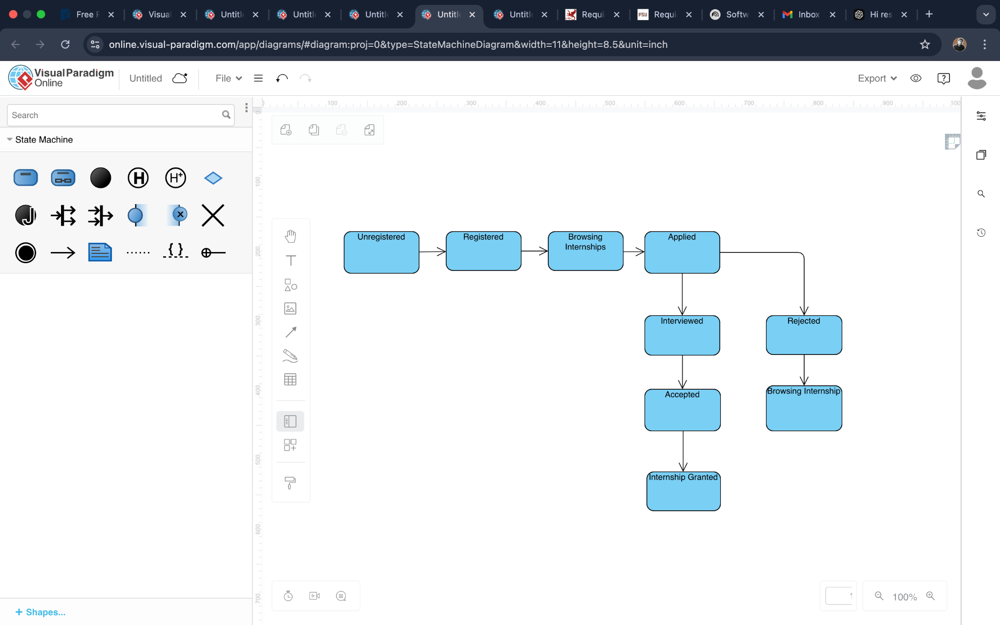 Free
Visual
Untitl
Untitl
Untitl
Untitl
Untitl
Requi
FSU
Requi
Softw
Inbox
Hi res
online.visual-paradigm.com/app/diagrams/#diagram:proj=0&type=StateMachineDiagram&width=11&height=8.5&unit=inch
Visual Paradigm
Online
Untitled
File
Export
Search
State Machine
H
H+
J
{}
+ Shapes...
100
200
300
400
500
600
700
800
900
100
0
100
200
300
400
500
600
700
Unregistered
Registered
Browsing
Internships
Applied
Interviewed
Rejected
Accepted
Browsing Internship
Internship Granted
1
100%